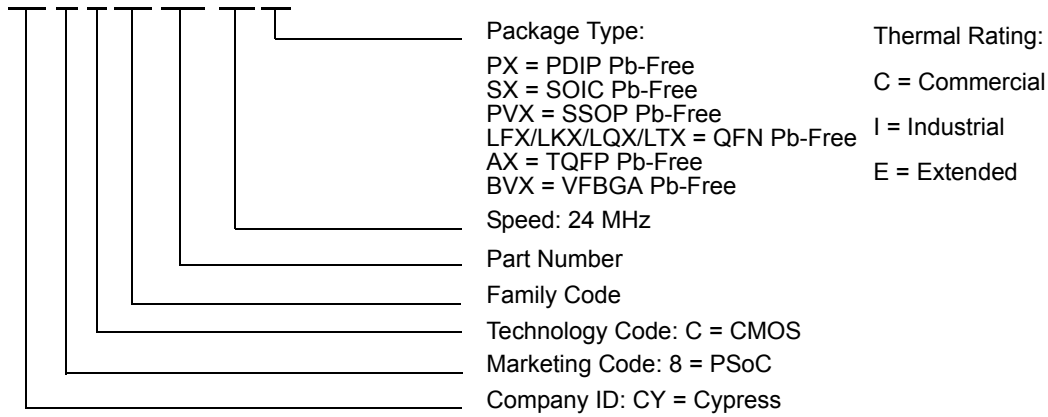 Package Type:
PX = PDIP Pb-Free
SX = SOIC Pb-Free
PVX = SSOP Pb-Free
LFX/LKX/LQX/LTX = QFN Pb-Free
AX = TQFP Pb-Free
BVX = VFBGA Pb-Free
Thermal Rating:
C = Commercial
I = Industrial
E = Extended
Speed: 24 MHz
Part Number
Family Code
Technology Code: C = CMOS
Marketing Code: 8 = PSoC
Company ID: CY = Cypress